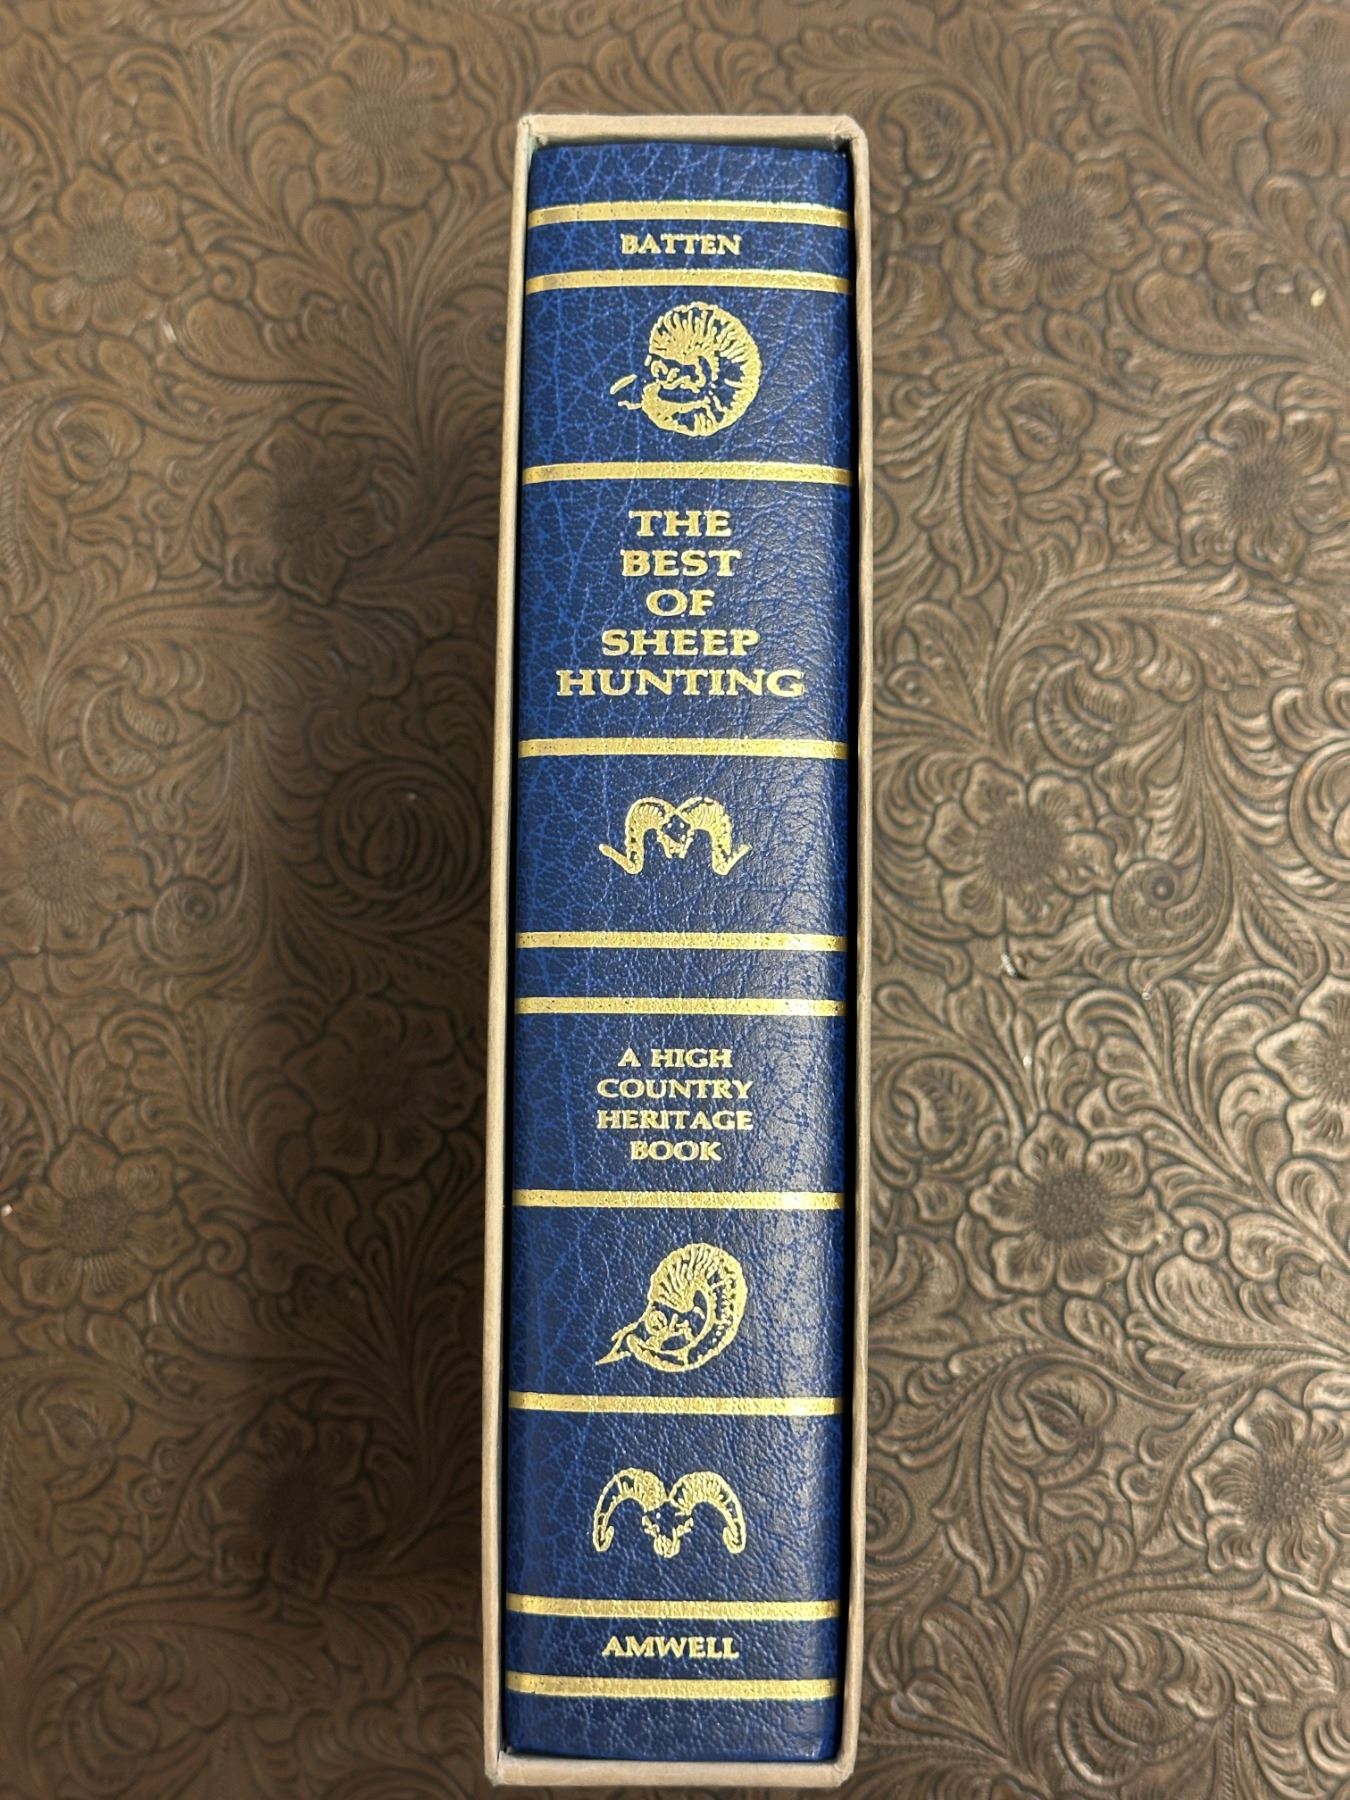 BATTEN
THE
BEST
OF
SHEEP
HUNTING
A HIGH
COUNTRY
HERITAGE
BOOK
AMWELL